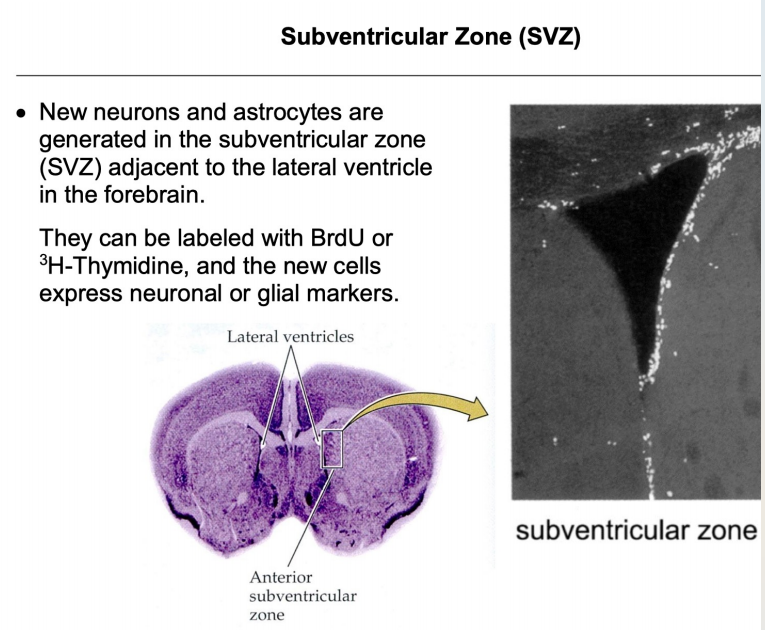 Subventricular Zone (SVZ)
• New neurons and astrocytes are
generated in the subventricular zone
(SVZ) adjacent to the lateral ventricle
in the forebrain.
They can be labeled with BrdU or
³H-Thymidine, and the new cells
express neuronal or glial markers.
Lateral ventricles
Anterior
subventricular
zone
subventricular zone